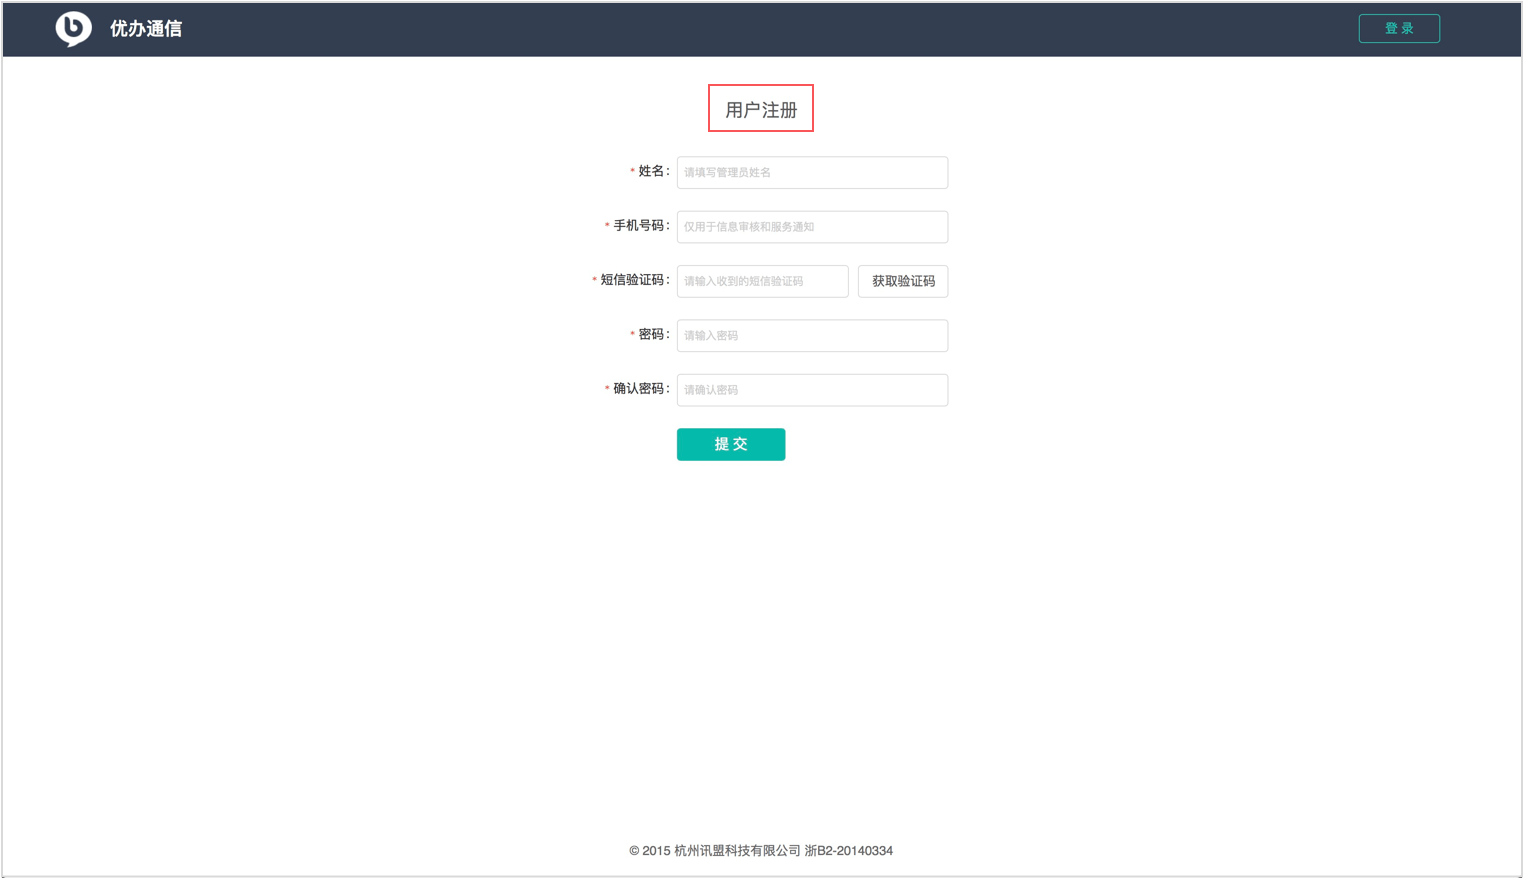 优办通信
登 录
用户注册
* 姓名: 请填写管理员姓名
* 手机号码: 仅用于信息审核和服务通知
* 短信验证码: 请输入收到的短信验证码 获取验证码
* 密码: 请输入密码
* 确认密码: 请确认密码
提 交
© 2015 杭州讯盟科技有限公司 浙B2-20140334